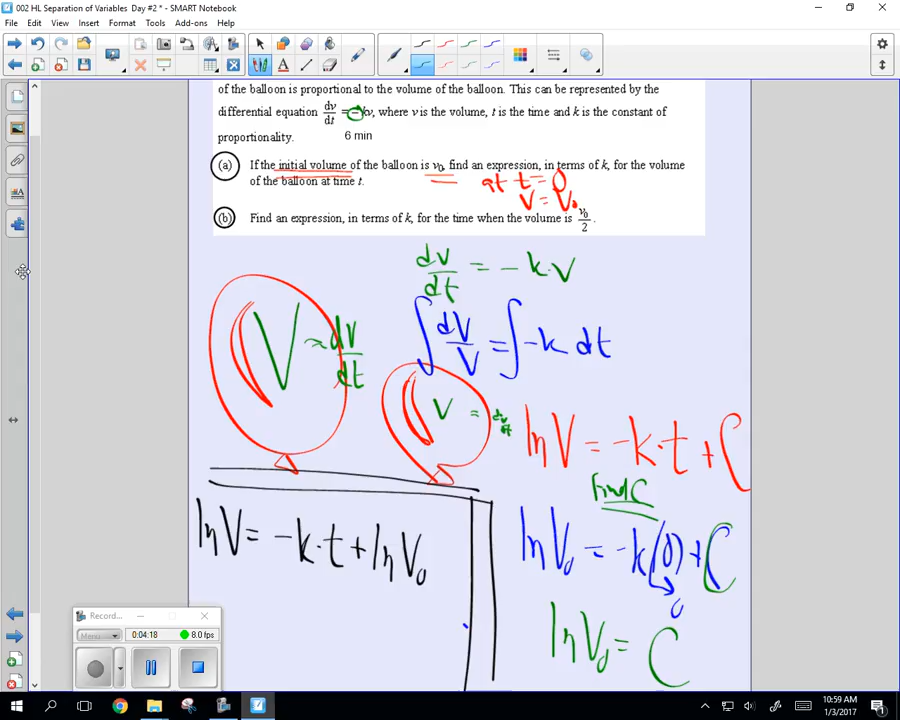 002 HL Separation of Variables Day #2 * - SMART Notebook
File Edit View Insert Format Tools Add-ons Help
of the balloon is proportional to the volume of the balloon. This can be represented by the
differential equation dv/dt = -kv, where v is the volume, t is the time and k is the constant of
proportionality. 6 min
(a) If the initial volume of the balloon is v₀, find an expression, in terms of k, for the volume
of the balloon at time t.
at t = 0
V = V₀
(b) Find an expression, in terms of k, for the time when the volume is v₀/2.
dv/dt = -k·V
V ~ dV/dt
∫ dV/V = ∫ -k dt
V = dv/dt
ln V = -k·t + C
Find C
ln V₀ = -k(0) + C
0
ln V₀ = C
ln V = -k·t + ln V₀
Record...
Menu
0:04:18 8.0 fps
10:59 AM
1/3/2017
1